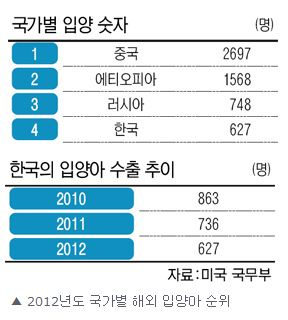 국가별 입양 숫자 (명)
1 중국 2697
2 에티오피아 1568
3 러시아 748
4 한국 627
한국의 입양아 수출 추이 (명)
2010 863
2011 736
2012 627
자료:미국 국무부
▲ 2012년도 국가별 해외 입양아 순위